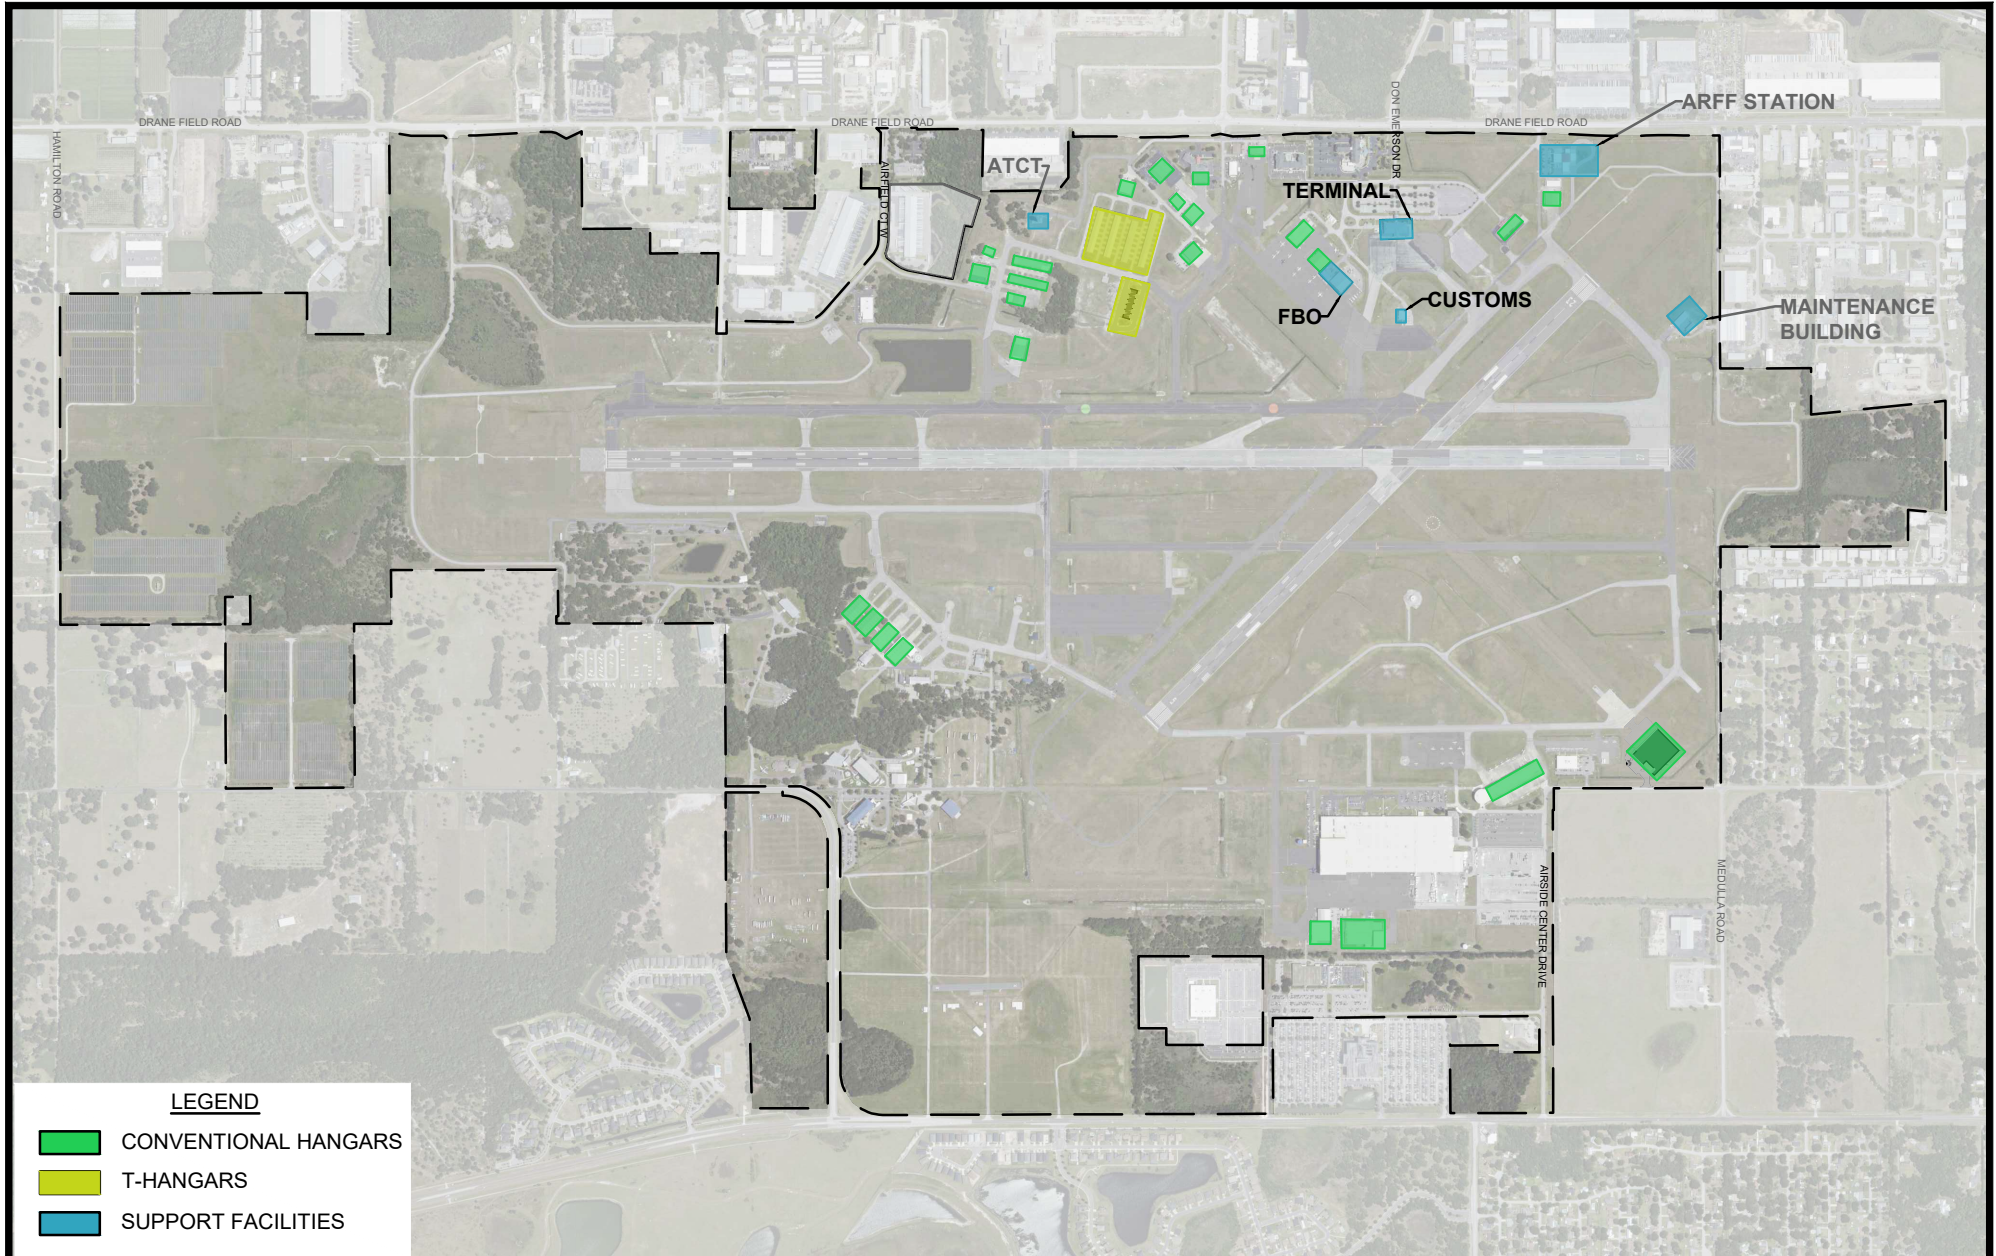 ARFF STATION
DRANE FIELD ROAD
DRANE FIELD ROAD
DRANE FIELD ROAD
HAMILTON ROAD
AIRFIELD CT W
DON EMERSON DR
ATCT
TERMINAL
CUSTOMS
FBO
MAINTENANCE
BUILDING
AIRSIDE CENTER DRIVE
MEDULLA ROAD
LEGEND
CONVENTIONAL HANGARS
T-HANGARS
SUPPORT FACILITIES